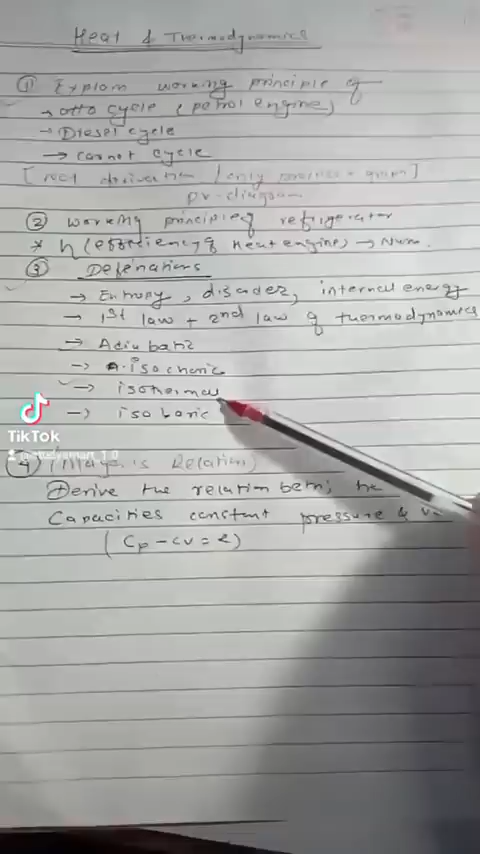 Heat & Thermodynamics
① Explain working principle of
→ Otto cycle (petrol engine)
→ Diesel cycle
→ carnot cycle
[not derivation / only process + graph]
pv-diagram
② working principle of refrigerator
* η (efficiency of Heat engine) → Num.
③ Defenations
→ Entropy, disorder, internal energy
→ 1st law + 2nd law of thermodynamics
→ Adiabatic
→ isochoric
→ isothermal
→ isobaric
TikTok
④ (Mayer's Relation)
Derive the relation betn;
Capacities constant pressure &
(Cp - Cv = R)